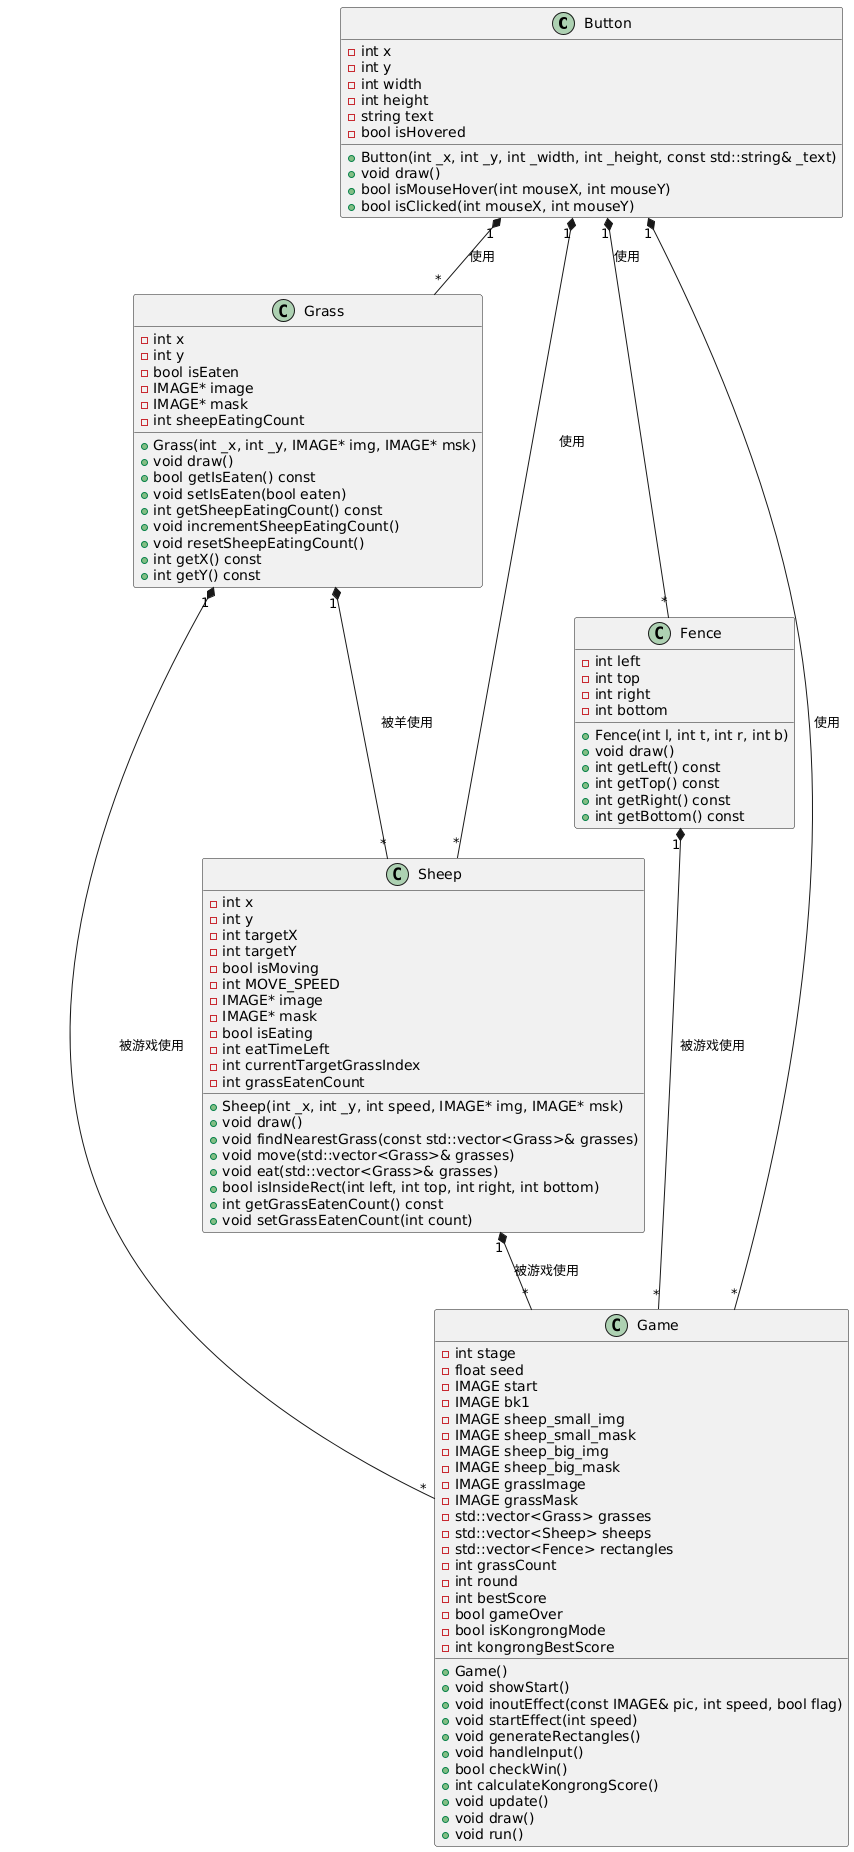 Button
int x
int y
int width
int height
string text
bool isHovered
Button(int _x, int _y, int _width, int _height, const std::string& _text)
void draw()
bool isMouseHover(int mouseX, int mouseY)
bool isClicked(int mouseX, int mouseY)
1
1
1
1
使用
使用
*
Grass
int x
int y
bool isEaten
IMAGE* image
IMAGE* mask
int sheepEatingCount
Grass(int _x, int _y, IMAGE* img, IMAGE* msk)
void draw()
bool getIsEaten() const
void setIsEaten(bool eaten)
int getSheepEatingCount() const
void incrementSheepEatingCount()
void resetSheepEatingCount()
int getX() const
int getY() const
使用
1
1
*
Fence
int left
int top
int right
int bottom
Fence(int l, int t, int r, int b)
void draw()
int getLeft() const
int getTop() const
int getRight() const
int getBottom() const
被羊使用
使用
*
*
1
Sheep
int x
int y
int targetX
int targetY
bool isMoving
int MOVE_SPEED
IMAGE* image
IMAGE* mask
bool isEating
int eatTimeLeft
int currentTargetGrassIndex
int grassEatenCount
Sheep(int _x, int _y, int speed, IMAGE* img, IMAGE* msk)
void draw()
void findNearestGrass(const std::vector<Grass>& grasses)
void move(std::vector<Grass>& grasses)
void eat(std::vector<Grass>& grasses)
bool isInsideRect(int left, int top, int right, int bottom)
int getGrassEatenCount() const
void setGrassEatenCount(int count)
被游戏使用
被游戏使用
1
被游戏使用
*
*
*
Game
int stage
float seed
IMAGE start
IMAGE bk1
IMAGE sheep_small_img
IMAGE sheep_small_mask
IMAGE sheep_big_img
IMAGE sheep_big_mask
IMAGE grassImage
IMAGE grassMask
std::vector<Grass> grasses
std::vector<Sheep> sheeps
std::vector<Fence> rectangles
int grassCount
int round
int bestScore
bool gameOver
bool isKongrongMode
int kongrongBestScore
Game()
void showStart()
void inoutEffect(const IMAGE& pic, int speed, bool flag)
void startEffect(int speed)
void generateRectangles()
void handleInput()
bool checkWin()
int calculateKongrongScore()
void update()
void draw()
void run()
*